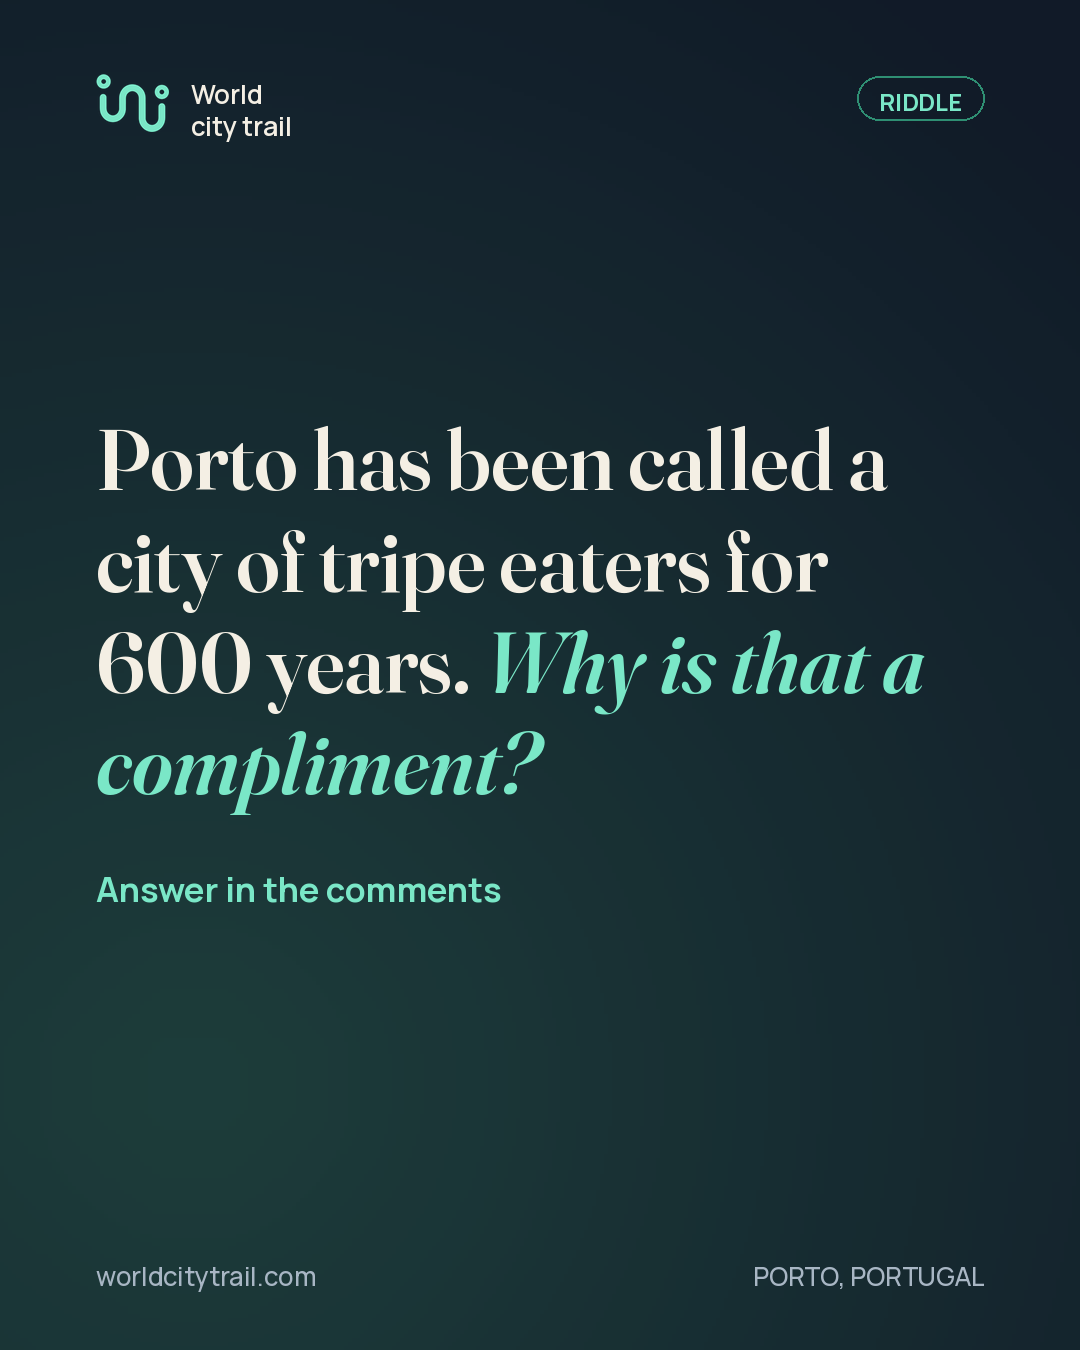 World
city trail
RIDDLE
Porto has been called a
city of tripe eaters for
600 years. Why is that a
compliment?
Answer in the comments
worldcitytrail.com
PORTO, PORTUGAL